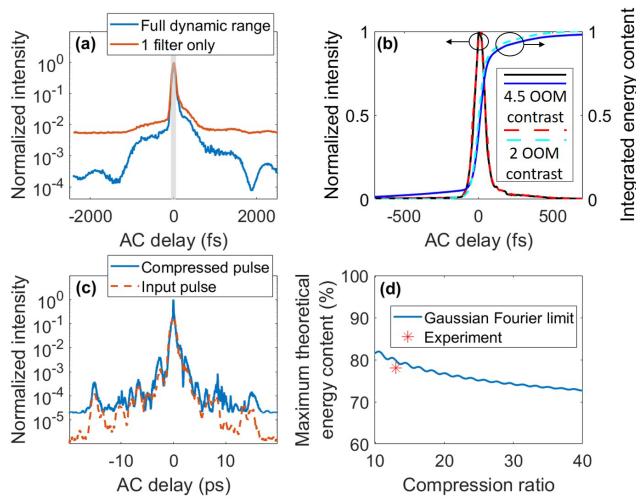 (a)
Full dynamic range
1 filter only
Normalized intensity
10^0
10^-1
10^-2
10^-3
10^-4
-2000
0
2000
AC delay (fs)
(b)
Normalized intensity
1
0.5
0
4.5 OOM
contrast
2 OOM
contrast
1
0.5
0
Integrated energy content
-500
0
500
AC delay (fs)
(c)
Compressed pulse
Input pulse
Normalized intensity
10^0
10^-1
10^-2
10^-3
10^-4
10^-5
-10
0
10
AC delay (ps)
(d)
Gaussian Fourier limit
Experiment
Maximum theoretical
energy content (%)
100
90
80
70
60
10
20
30
40
Compression ratio